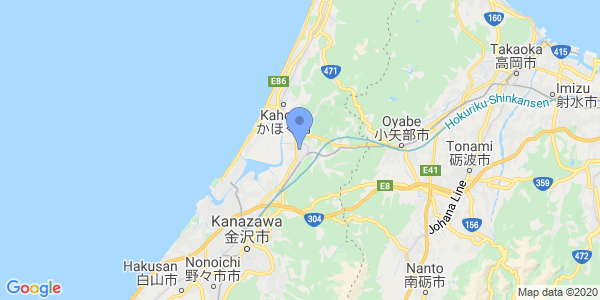 160
Takaoka
高岡市
415
471
E86
Imizu
射水市
Kaho
かほく市
Hokuriku-Shinkansen
Oyabe
小矢部市
Tonami
砺波市
E41
359
E8
Johana Line
Kanazawa
金沢市
304
156
Nonoichi
野々市市
Hakusan
白山市
Nanto
南砺市
472
Google
Map data ©2020